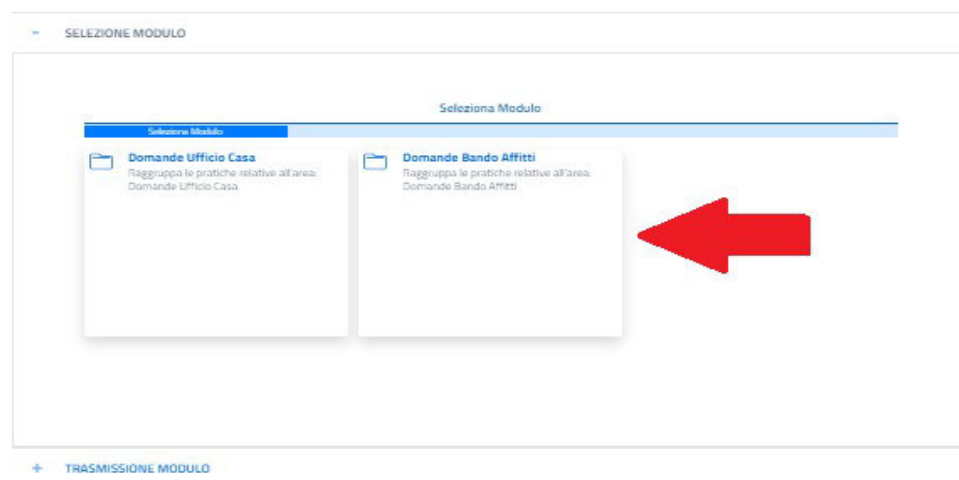 - SELEZIONE MODULO
Seleziona Modulo
Selezione Modulo
Domande Ufficio Casa
Raggruppa le pratiche relative all'area:
Domande Ufficio Casa
Domande Bando Affitti
Raggruppa le pratiche relative all'area:
Domande Bando Affitti
+ TRASMISSIONE MODULO